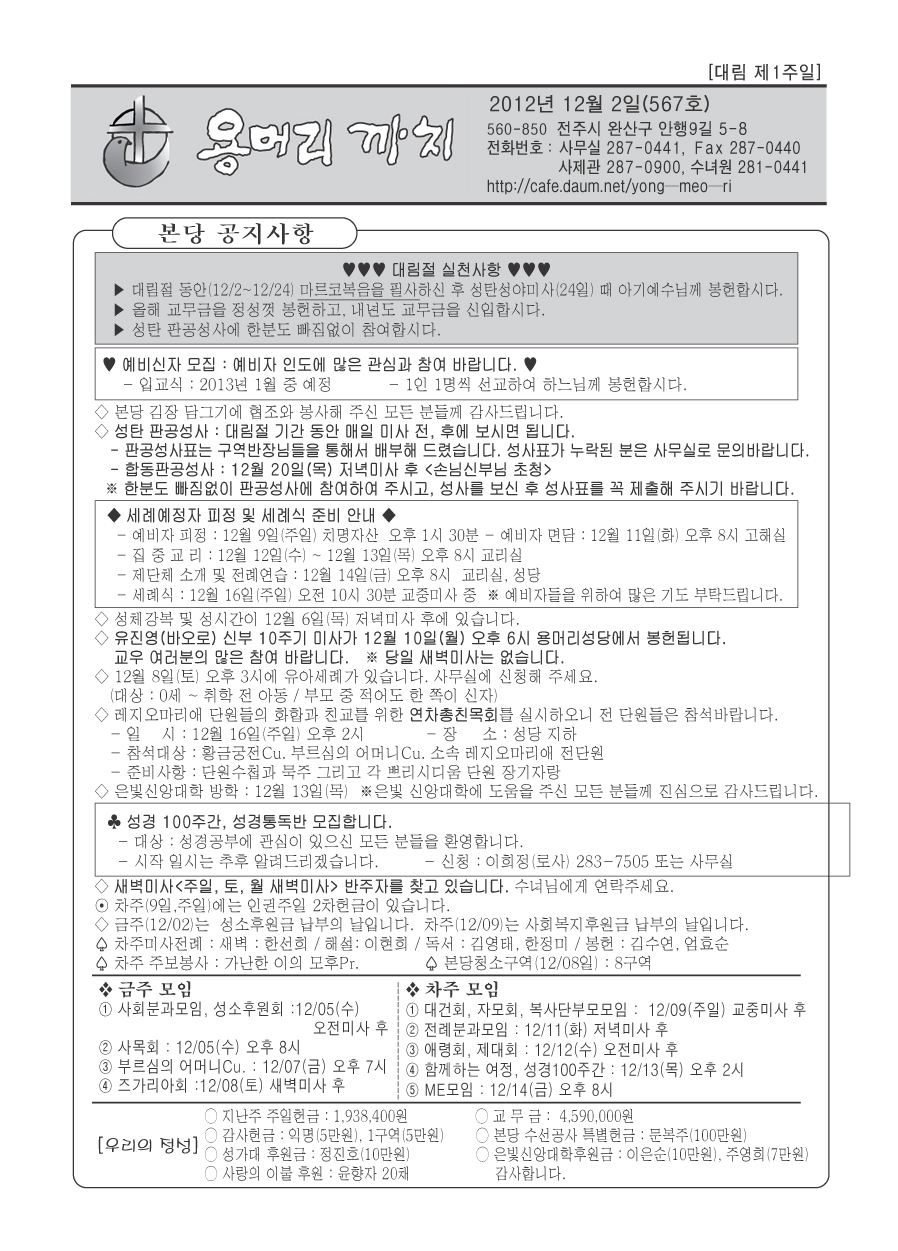 [대림 제1주일]
용머리 까치
2012년 12월 2일(567호)
560-850 전주시 완산구 안행9길 5-8
전화번호 : 사무실 287-0441, Fax 287-0440
사제관 287-0900, 수녀원 281-0441
http://cafe.daum.net/yong─meo─ri
본당 공지사항
♥♥♥ 대림절 실천사항 ♥♥♥
▶ 대림절 동안(12/2~12/24) 마르코복음을 필사하신 후 성탄성야미사(24일) 때 아기예수님께 봉헌합시다.
▶ 올해 교무금을 정성껏 봉헌하고, 내년도 교무금을 신입합시다.
▶ 성탄 판공성사에 한분도 빠짐없이 참여합시다.
♥ 예비신자 모집 : 예비자 인도에 많은 관심과 참여 바랍니다. ♥
- 입교식 : 2013년 1월 중 예정 - 1인 1명씩 선교하여 하느님께 봉헌합시다.
◇ 본당 김장 담그기에 협조와 봉사해 주신 모든 분들께 감사드립니다.
◇ 성탄 판공성사 : 대림절 기간 동안 매일 미사 전, 후에 보시면 됩니다.
- 판공성사표는 구역반장님들을 통해서 배부해 드렸습니다. 성사표가 누락된 분은 사무실로 문의바랍니다.
- 합동판공성사 : 12월 20일(목) 저녁미사 후 <손님신부님 초청>
※ 한분도 빠짐없이 판공성사에 참여하여 주시고, 성사를 보신 후 성사표를 꼭 제출해 주시기 바랍니다.
◆ 세례예정자 피정 및 세례식 준비 안내 ◆
- 예비자 피정 : 12월 9일(주일) 치명자산 오후 1시 30분 - 예비자 면담 : 12월 11일(화) 오후 8시 고해실
- 집 중 교 리 : 12월 12일(수) ~ 12월 13일(목) 오후 8시 교리실
- 제단체 소개 및 전례연습 : 12월 14일(금) 오후 8시 교리실, 성당
- 세례식 : 12월 16일(주일) 오전 10시 30분 교중미사 중 ※ 예비자들을 위하여 많은 기도 부탁드립니다.
◇ 성체강복 및 성시간이 12월 6일(목) 저녁미사 후에 있습니다.
◇ 유진영(바오로) 신부 10주기 미사가 12월 10일(월) 오후 6시 용머리성당에서 봉헌됩니다.
교우 여러분의 많은 참여 바랍니다. ※ 당일 새벽미사는 없습니다.
◇ 12월 8일(토) 오후 3시에 유아세례가 있습니다. 사무실에 신청해 주세요.
(대상 : 0세 ~ 취학 전 아동 / 부모 중 적어도 한 쪽이 신자)
◇ 레지오마리애 단원들의 화합과 친교를 위한 연차총친목회를 실시하오니 전 단원들은 참석바랍니다.
- 일 시 : 12월 16일(주일) 오후 2시 - 장 소 : 성당 지하
- 참석대상 : 황금궁전Cu. 부르심의 어머니Cu. 소속 레지오마리애 전단원
- 준비사항 : 단원수첩과 묵주 그리고 각 쁘리시디움 단원 장기자랑
◇ 은빛신앙대학 방학 : 12월 13일(목) ※은빛 신앙대학에 도움을 주신 모든 분들께 진심으로 감사드립니다.
♣ 성경 100주간, 성경통독반 모집합니다.
- 대상 : 성경공부에 관심이 있으신 모든 분들을 환영합니다.
- 시작 일시는 추후 알려드리겠습니다. - 신청 : 이희정(로사) 283-7505 또는 사무실
◇ 새벽미사<주일, 토, 월 새벽미사> 반주자를 찾고 있습니다. 수녀님에게 연락주세요.
⊙ 차주(9일,주일)에는 인권주일 2차헌금이 있습니다.
◇ 금주(12/02)는 성소후원금 납부의 날입니다. 차주(12/09)는 사회복지후원금 납부의 날입니다.
♤ 차주미사전례 : 새벽 : 한선희 / 해설: 이현희 / 독서 : 김영태, 한정미 / 봉헌 : 김수연, 엄효순
♤ 차주 주보봉사 : 가난한 이의 모후Pr. ♤ 본당청소구역(12/08일) : 8구역
❖ 금주 모임
① 사회분과모임, 성소후원회 :12/05(수)
오전미사 후
② 사목회 : 12/05(수) 오후 8시
③ 부르심의 어머니Cu. : 12/07(금) 오후 7시
④ 즈가리아회 :12/08(토) 새벽미사 후
❖ 차주 모임
① 대건회, 자모회, 복사단부모모임 : 12/09(주일) 교중미사 후
② 전례분과모임 : 12/11(화) 저녁미사 후
③ 애령회, 제대회 : 12/12(수) 오전미사 후
④ 함께하는 여정, 성경100주간 : 12/13(목) 오후 2시
⑤ ME모임 : 12/14(금) 오후 8시
[우리의 정성]
○ 지난주 주일헌금 : 1,938,400원
○ 감사헌금 : 익명(5만원), 1구역(5만원)
○ 성가대 후원금 : 정진호(10만원)
○ 사랑의 이불 후원 : 윤향자 20채
○ 교 무 금 : 4,590,000원
○ 본당 수선공사 특별헌금 : 문복주(100만원)
○ 은빛신앙대학후원금 : 이은순(10만원), 주영희(7만원)
감사합니다.